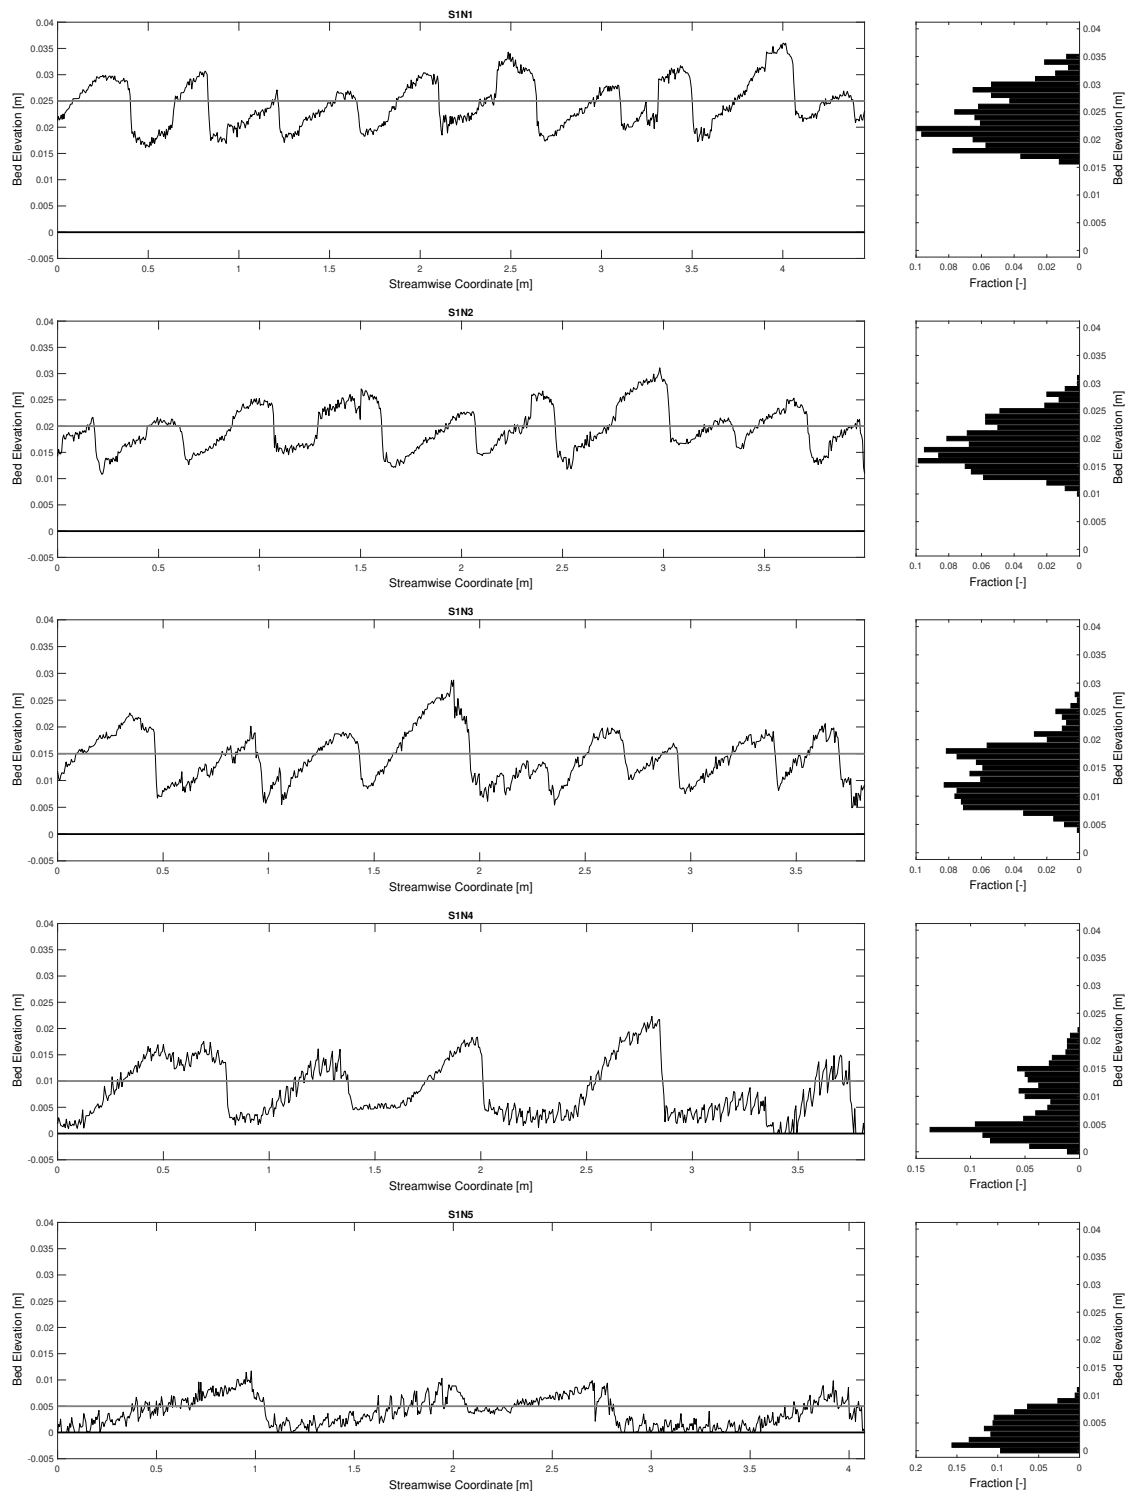 S1N1
0.04
0.035
0.03
0.025
0.02
0.015
0.01
0.005
0
-0.005
Bed Elevation [m]
0 0.5 1 1.5 2 2.5 3 3.5 4
Streamwise Coordinate [m]
0.04
0.035
0.03
0.025
0.02
0.015
0.01
0.005
0
Bed Elevation [m]
0.1 0.08 0.06 0.04 0.02 0
Fraction [-]
S1N2
0.04
0.035
0.03
0.025
0.02
0.015
0.01
0.005
0
-0.005
Bed Elevation [m]
0 0.5 1 1.5 2 2.5 3 3.5
Streamwise Coordinate [m]
0.04
0.035
0.03
0.025
0.02
0.015
0.01
0.005
0
Bed Elevation [m]
0.1 0.08 0.06 0.04 0.02 0
Fraction [-]
S1N3
0.04
0.035
0.03
0.025
0.02
0.015
0.01
0.005
0
-0.005
Bed Elevation [m]
0 0.5 1 1.5 2 2.5 3 3.5
Streamwise Coordinate [m]
0.04
0.035
0.03
0.025
0.02
0.015
0.01
0.005
0
Bed Elevation [m]
0.1 0.08 0.06 0.04 0.02 0
Fraction [-]
S1N4
0.04
0.035
0.03
0.025
0.02
0.015
0.01
0.005
0
-0.005
Bed Elevation [m]
0 0.5 1 1.5 2 2.5 3 3.5
Streamwise Coordinate [m]
0.04
0.035
0.03
0.025
0.02
0.015
0.01
0.005
0
Bed Elevation [m]
0.15 0.1 0.05 0
Fraction [-]
S1N5
0.04
0.035
0.03
0.025
0.02
0.015
0.01
0.005
0
-0.005
Bed Elevation [m]
0 0.5 1 1.5 2 2.5 3 3.5 4
Streamwise Coordinate [m]
0.04
0.035
0.03
0.025
0.02
0.015
0.01
0.005
0
Bed Elevation [m]
0.2 0.15 0.1 0.05 0
Fraction [-]